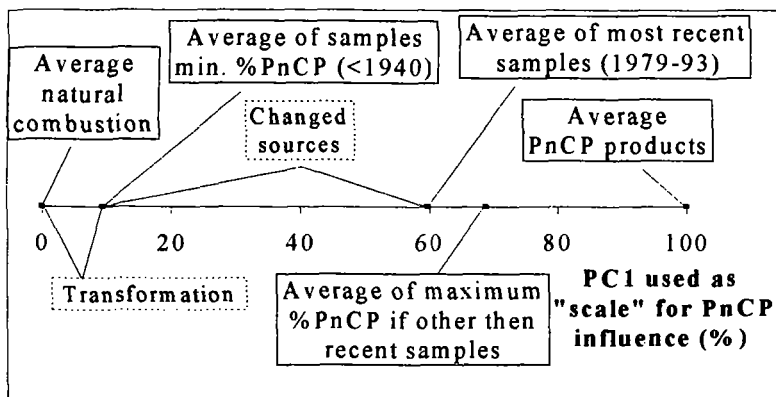 Average
natural
combustion
Average of samples
min. %PnCP (<1940)
Changed
sources
Average of most recent
samples (1979-93)
Average
PnCP products
0 20 40 60 80 100
Transformation
Average of maximum
%PnCP if other then
recent samples
PC1 used as
"scale" for PnCP
influence (%)